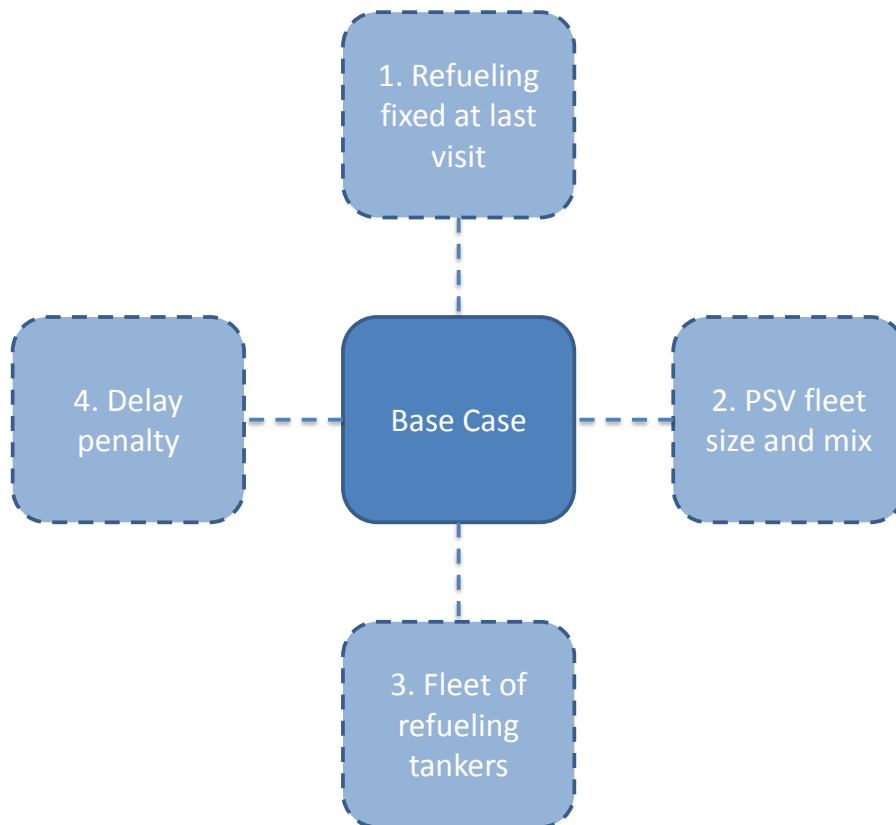 1. Refueling
fixed at last
visit
4. Delay
penalty
Base Case
2. PSV fleet
size and mix
3. Fleet of
refueling
tankers